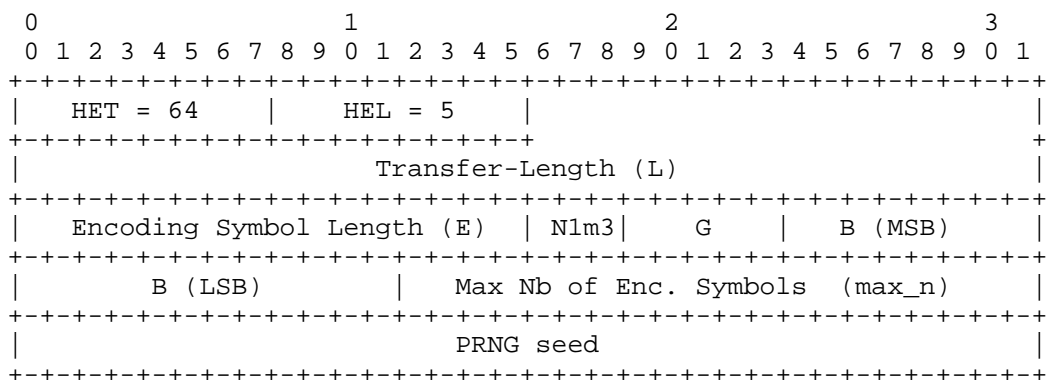 0                   1                   2                   3
 0 1 2 3 4 5 6 7 8 9 0 1 2 3 4 5 6 7 8 9 0 1 2 3 4 5 6 7 8 9 0 1
+-+-+-+-+-+-+-+-+-+-+-+-+-+-+-+-+-+-+-+-+-+-+-+-+-+-+-+-+-+-+-+-+
|   HET = 64    |    HEL = 5    |                               |
+-+-+-+-+-+-+-+-+-+-+-+-+-+-+-+-+                               +
|                      Transfer-Length (L)                      |
+-+-+-+-+-+-+-+-+-+-+-+-+-+-+-+-+-+-+-+-+-+-+-+-+-+-+-+-+-+-+-+-+
|   Encoding Symbol Length (E)  | N1m3|    G    |   B (MSB)     |
+-+-+-+-+-+-+-+-+-+-+-+-+-+-+-+-+-+-+-+-+-+-+-+-+-+-+-+-+-+-+-+-+
|        B (LSB)        |   Max Nb of Enc. Symbols  (max_n)     |
+-+-+-+-+-+-+-+-+-+-+-+-+-+-+-+-+-+-+-+-+-+-+-+-+-+-+-+-+-+-+-+-+
|                           PRNG seed                           |
+-+-+-+-+-+-+-+-+-+-+-+-+-+-+-+-+-+-+-+-+-+-+-+-+-+-+-+-+-+-+-+-+